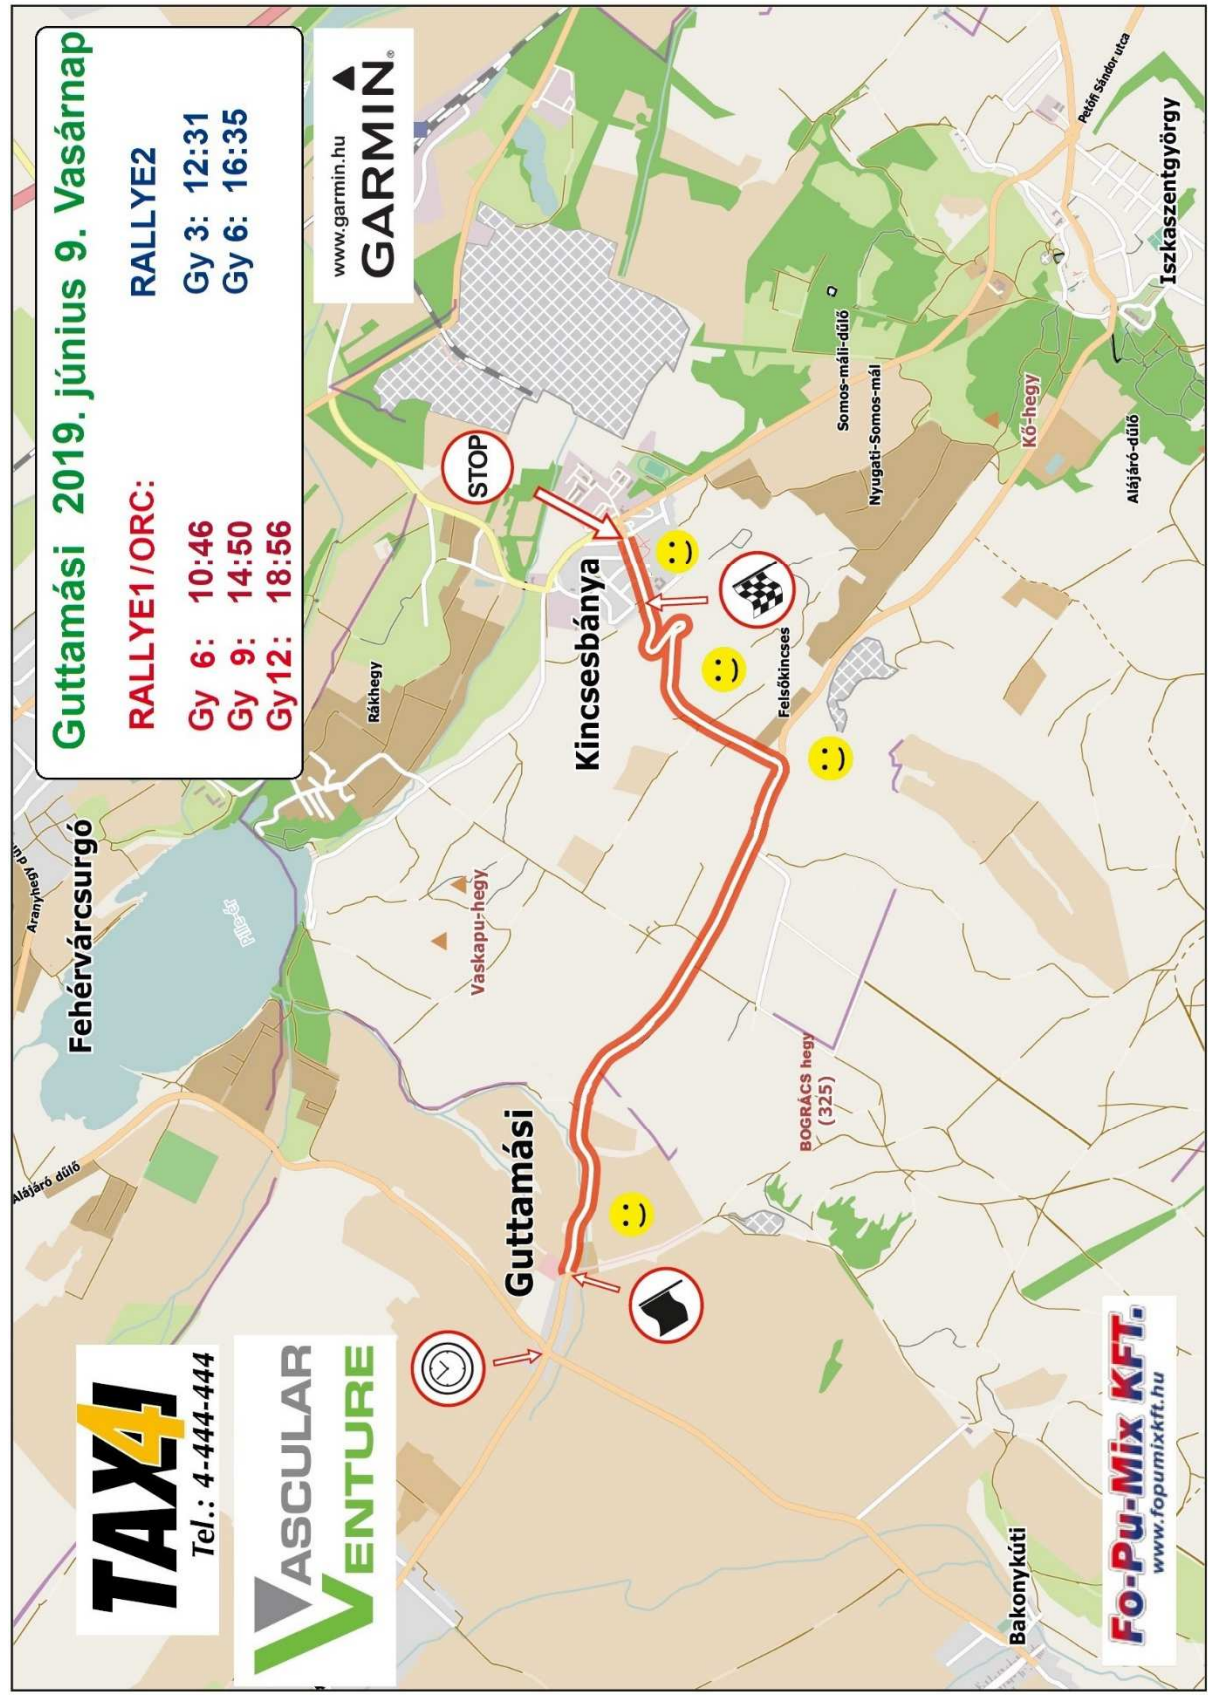 Guttamási 2019. június 9. Vasárnap
RALLYE1/ORC:
RALLYE2
Gy 6: 10:46
Gy 3: 12:31
Gy 9: 14:50
Gy 6: 16:35
Gy12: 18:56
www.garmin.hu
GARMIN
TAX4
Tel.: 4-444-444
VASCULAR
VENTURE
Alájáró dűlő
Fehérvárcsurgó
Rákhegy
Vaskapu-hegy
Guttamási
Kincsesbánya
STOP
Felsőkincses
Somos-máli-dűlő
Nyugati-Somos-mál
Kő-hegy
Alájáró-dűlő
Iszkaszentgyörgy
Petőfi Sándor utca
BOGRÁCS hegy
(325)
Bakonykúti
Fo-Pu-Mix KFT.
www.fopumixkft.hu